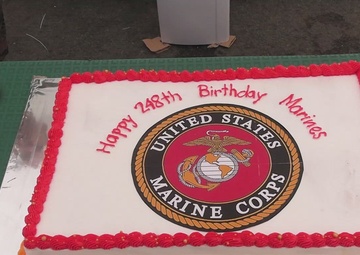 Happy 248th Birthday Marines
UNITED STATES
MARINE CORPS